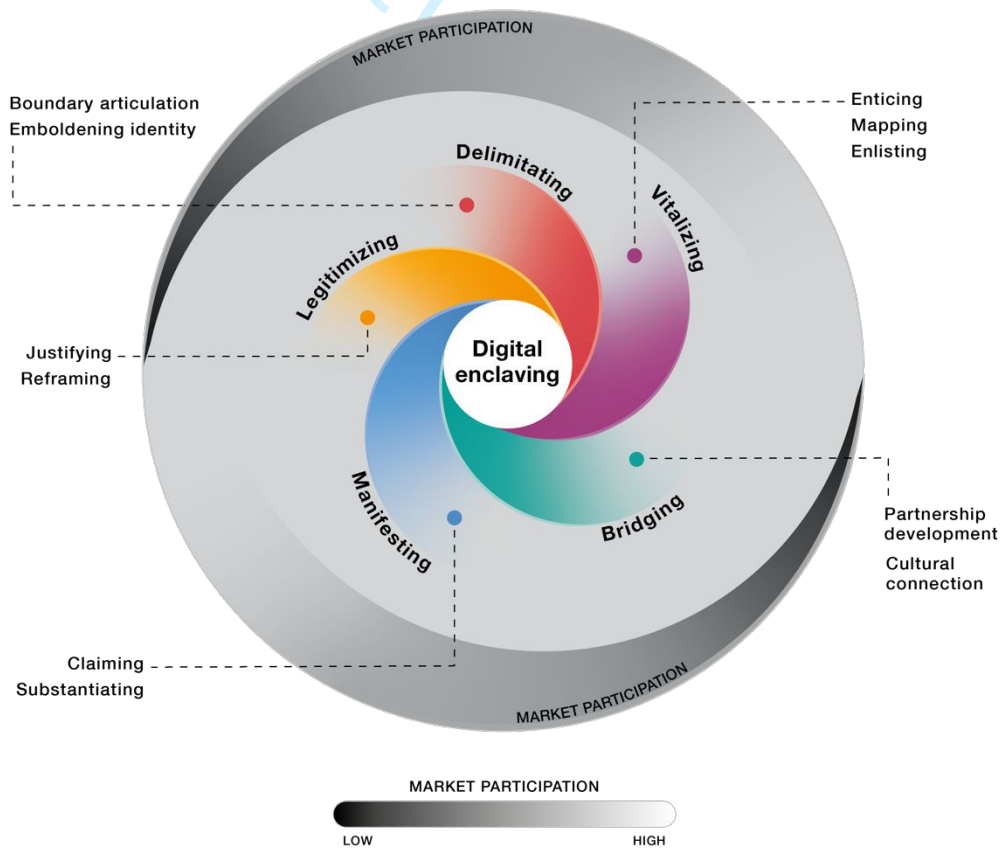 MARKET PARTICIPATION
Boundary articulation
Emboldening identity
Enticing
Mapping
Enlisting
Delimitating
Vitalizing
Legitimizing
Digital
enclaving
Justifying
Reframing
Manifesting
Bridging
Partnership
development
Cultural
connection
Claiming
Substantiating
MARKET PARTICIPATION
MARKET PARTICIPATION
LOW
HIGH